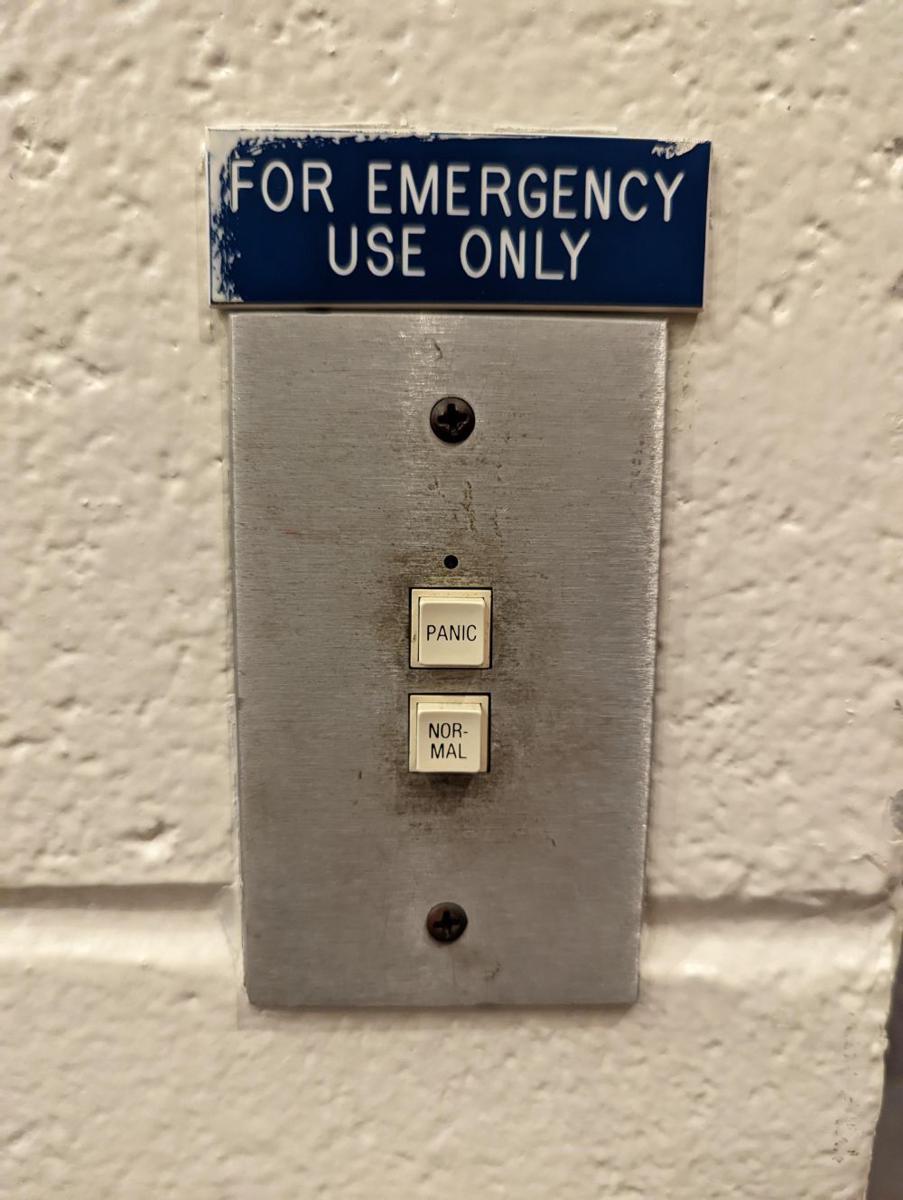 FOR EMERGENCY
USE ONLY
PANIC
NOR-
MAL